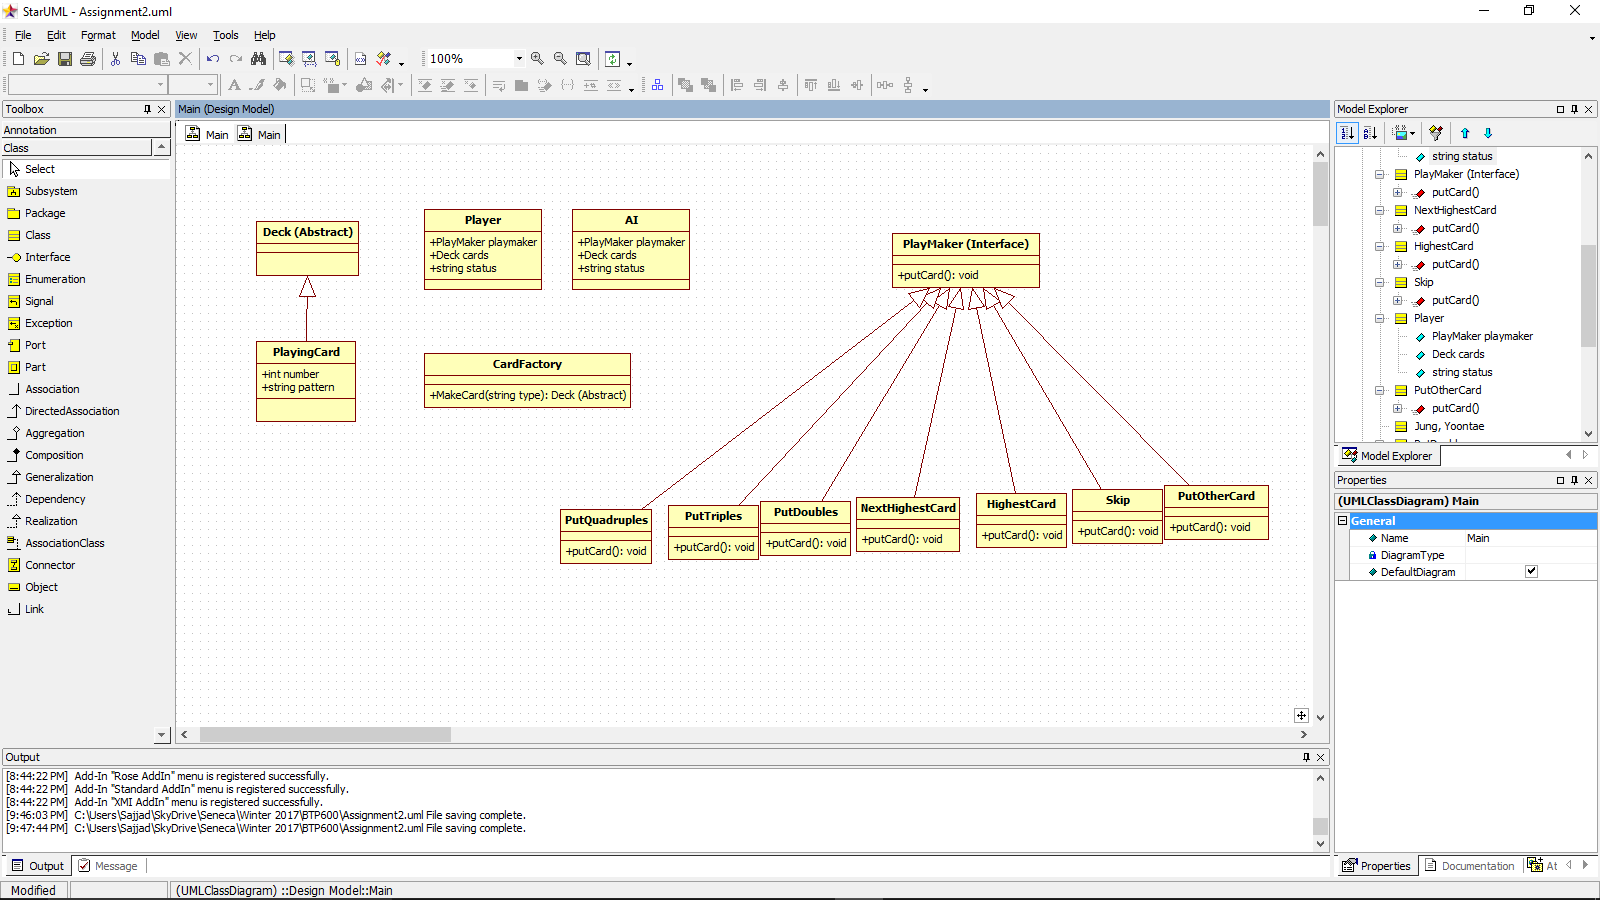 StarUML - Assignment2.uml
File Edit Format Model View Tools Help
100%
Toolbox
Annotation
Class
Select
Subsystem
Package
Class
Interface
Enumeration
Signal
Exception
Port
Part
Association
DirectedAssociation
Aggregation
Composition
Generalization
Dependency
Realization
AssociationClass
Connector
Object
Link
Main (Design Model)
Main Main
Deck (Abstract)
Player
+PlayMaker playmaker
+Deck cards
+string status
AI
+PlayMaker playmaker
+Deck cards
+string status
PlayMaker (Interface)
+putCard(): void
PlayingCard
+int number
+string pattern
CardFactory
+MakeCard(string type): Deck (Abstract)
PutQuadruples
+putCard(): void
PutTriples
+putCard(): void
PutDoubles
+putCard(): void
NextHighestCard
+putCard(): void
HighestCard
+putCard(): void
Skip
+putCard(): void
PutOtherCard
+putCard(): void
Model Explorer
string status
PlayMaker (Interface)
putCard()
NextHighestCard
putCard()
HighestCard
putCard()
Skip
putCard()
Player
PlayMaker playmaker
Deck cards
string status
PutOtherCard
putCard()
Jung, Yoontae
Model Explorer
Properties
(UMLClassDiagram) Main
General
Name Main
DiagramType
DefaultDiagram
Properties Documentation At
Output
[8:44:22 PM] Add-In "Rose AddIn" menu is registered successfully.
[8:44:22 PM] Add-In "Standard AddIn" menu is registered successfully.
[8:44:22 PM] Add-In "XMI AddIn" menu is registered successfully.
[9:46:03 PM] C:\Users\Sajjad\SkyDrive\Seneca\Winter 2017\BTP600\Assignment2.uml File saving complete.
[9:47:44 PM] C:\Users\Sajjad\SkyDrive\Seneca\Winter 2017\BTP600\Assignment2.uml File saving complete.
Output Message
Modified (UMLClassDiagram) ::Design Model::Main